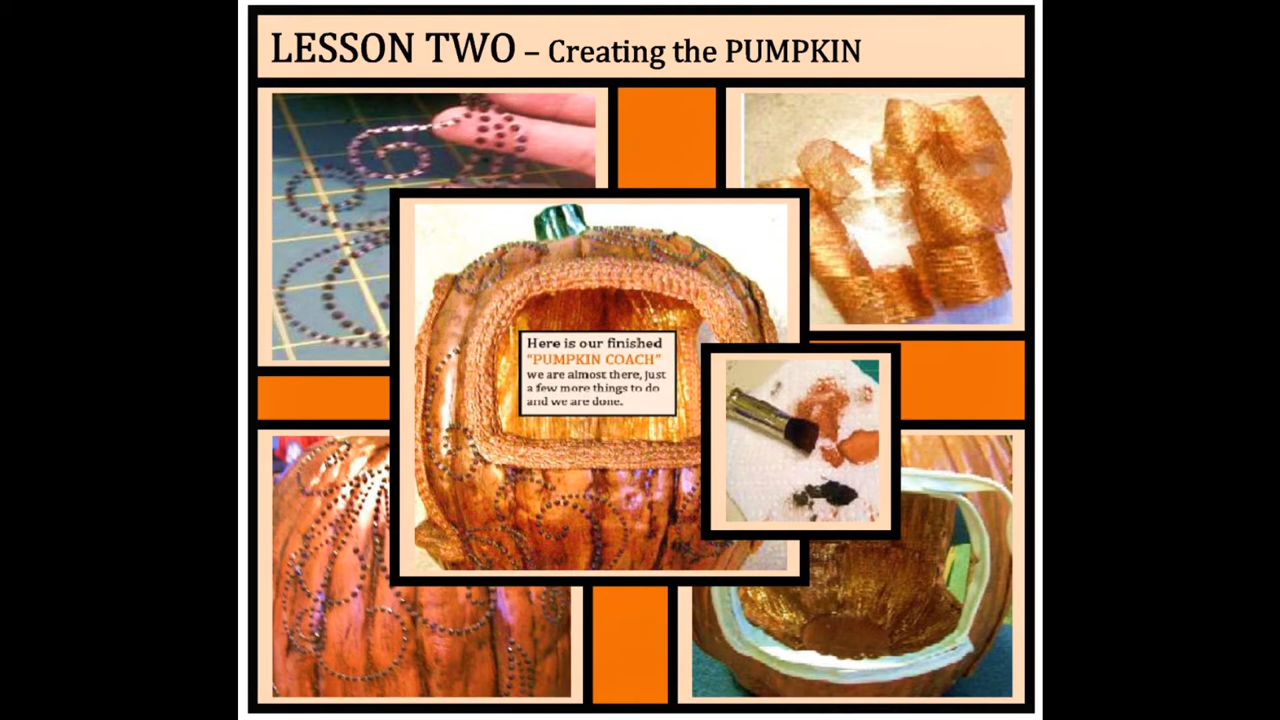 LESSON TWO – Creating the PUMPKIN
Here is our finished
"PUMPKIN COACH"
we are almost there, just
a few more things to do
and we are done.